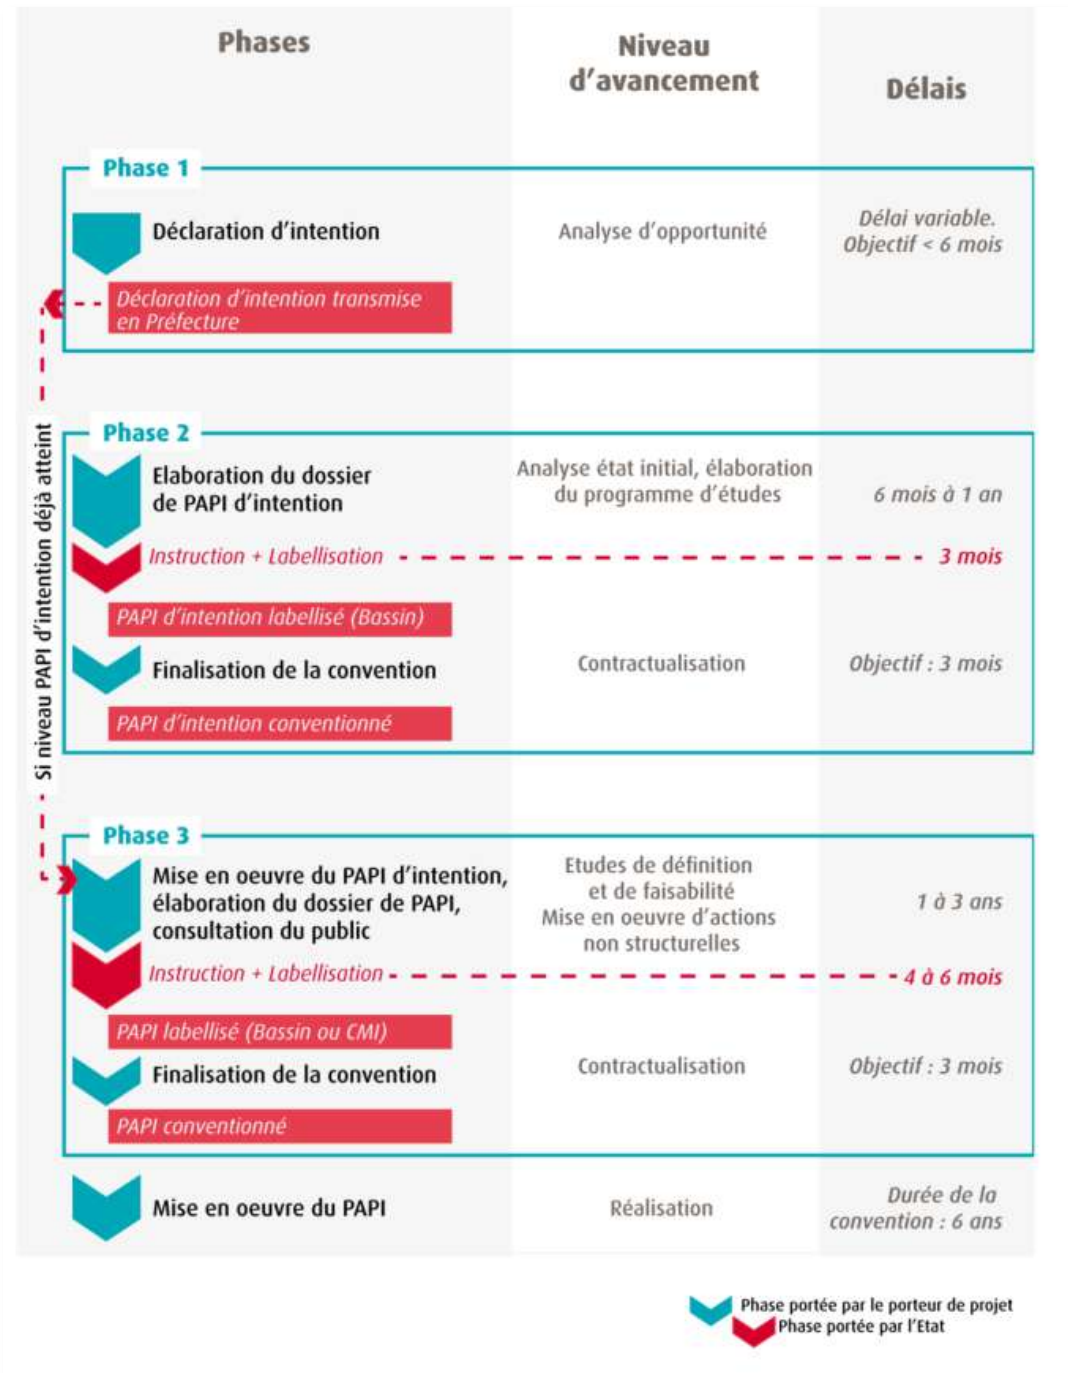 Phases
Niveau
d'avancement
Délais
Phase 1
Déclaration d'intention
Analyse d'opportunité
Délai variable.
Objectif < 6 mois
Déclaration d'intention transmise
en Préfecture
Si niveau PAPI d'intention déjà atteint
Phase 2
Elaboration du dossier
de PAPI d'intention
Analyse état initial, élaboration
du programme d'études
6 mois à 1 an
Instruction + Labellisation
3 mois
PAPI d'intention labellisé (Bassin)
Finalisation de la convention
Contractualisation
Objectif : 3 mois
PAPI d'intention conventionné
Phase 3
Mise en oeuvre du PAPI d'intention,
élaboration du dossier de PAPI,
consultation du public
Etudes de définition
et de faisabilité
Mise en oeuvre d'actions
non structurelles
1 à 3 ans
Instruction + Labellisation
4 à 6 mois
PAPI labellisé (Bassin ou CMI)
Finalisation de la convention
Contractualisation
Objectif : 3 mois
PAPI conventionné
Mise en oeuvre du PAPI
Réalisation
Durée de la
convention : 6 ans
Phase portée par le porteur de projet
Phase portée par l'Etat